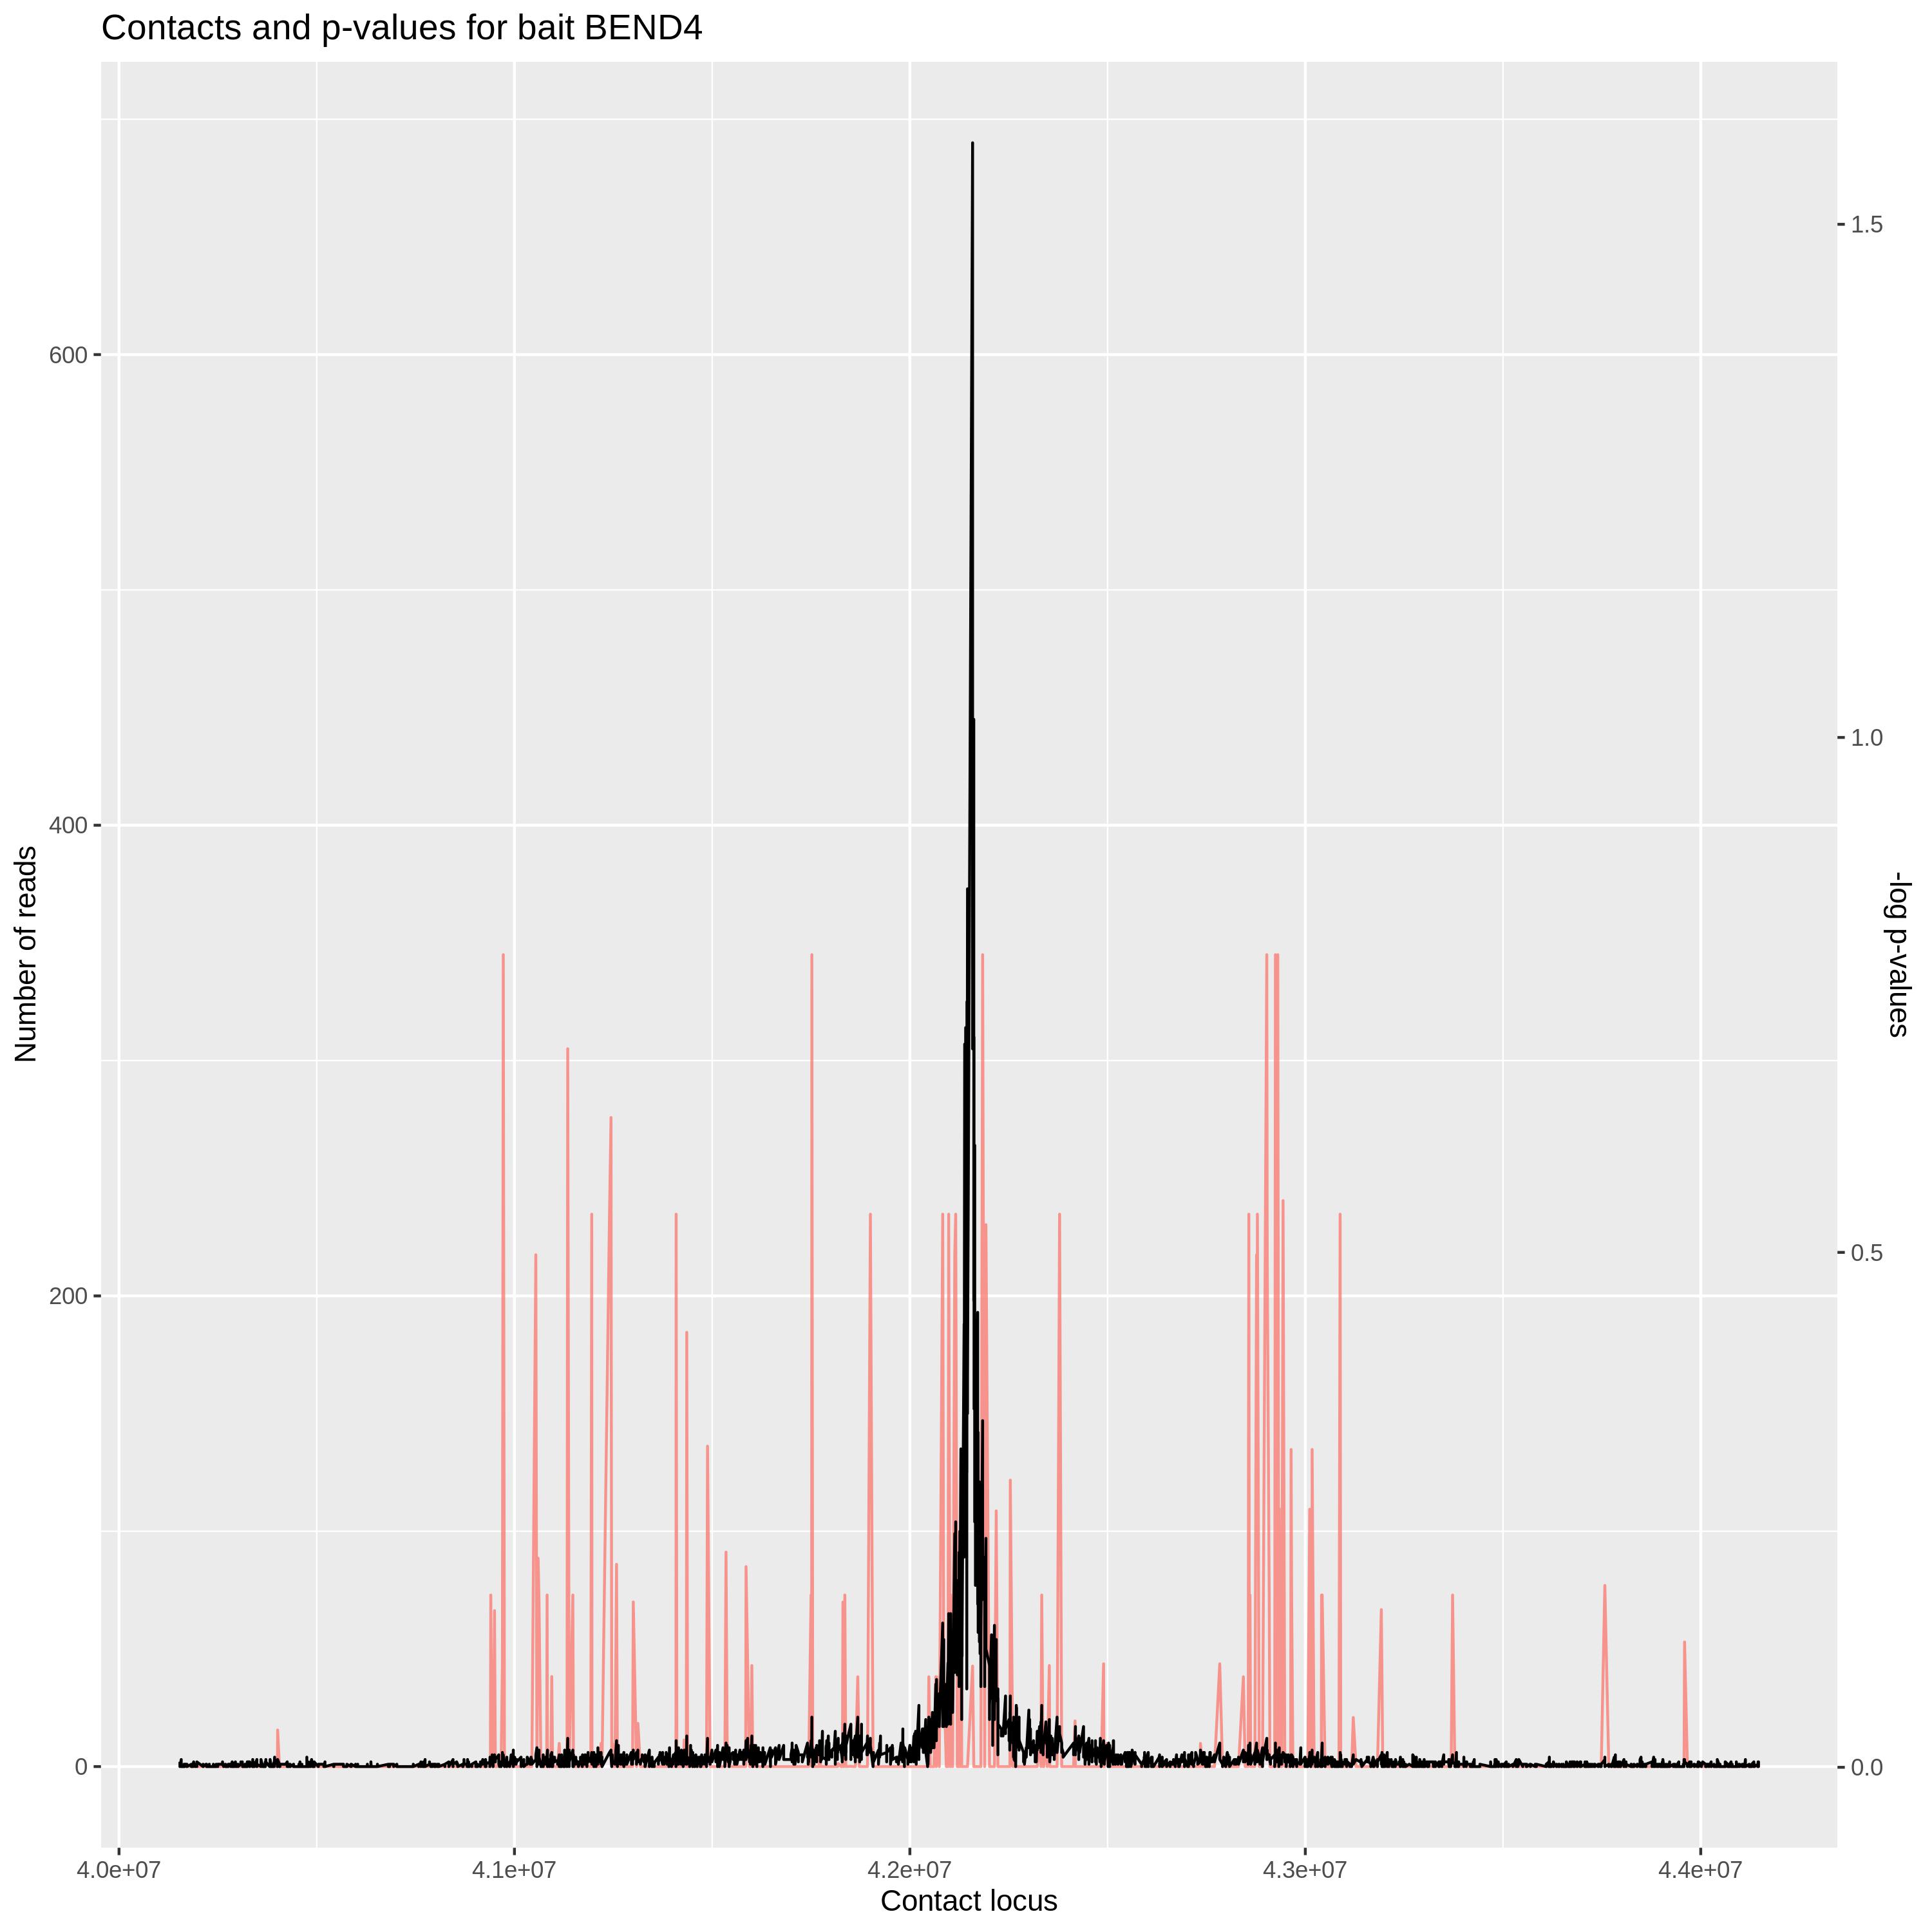 Contacts and p-values for bait BEND4
600
400
200
0
Number of reads
1.5
1.0
0.5
0.0
-log p-values
4.0e+07
4.1e+07
4.2e+07
4.3e+07
4.4e+07
Contact locus